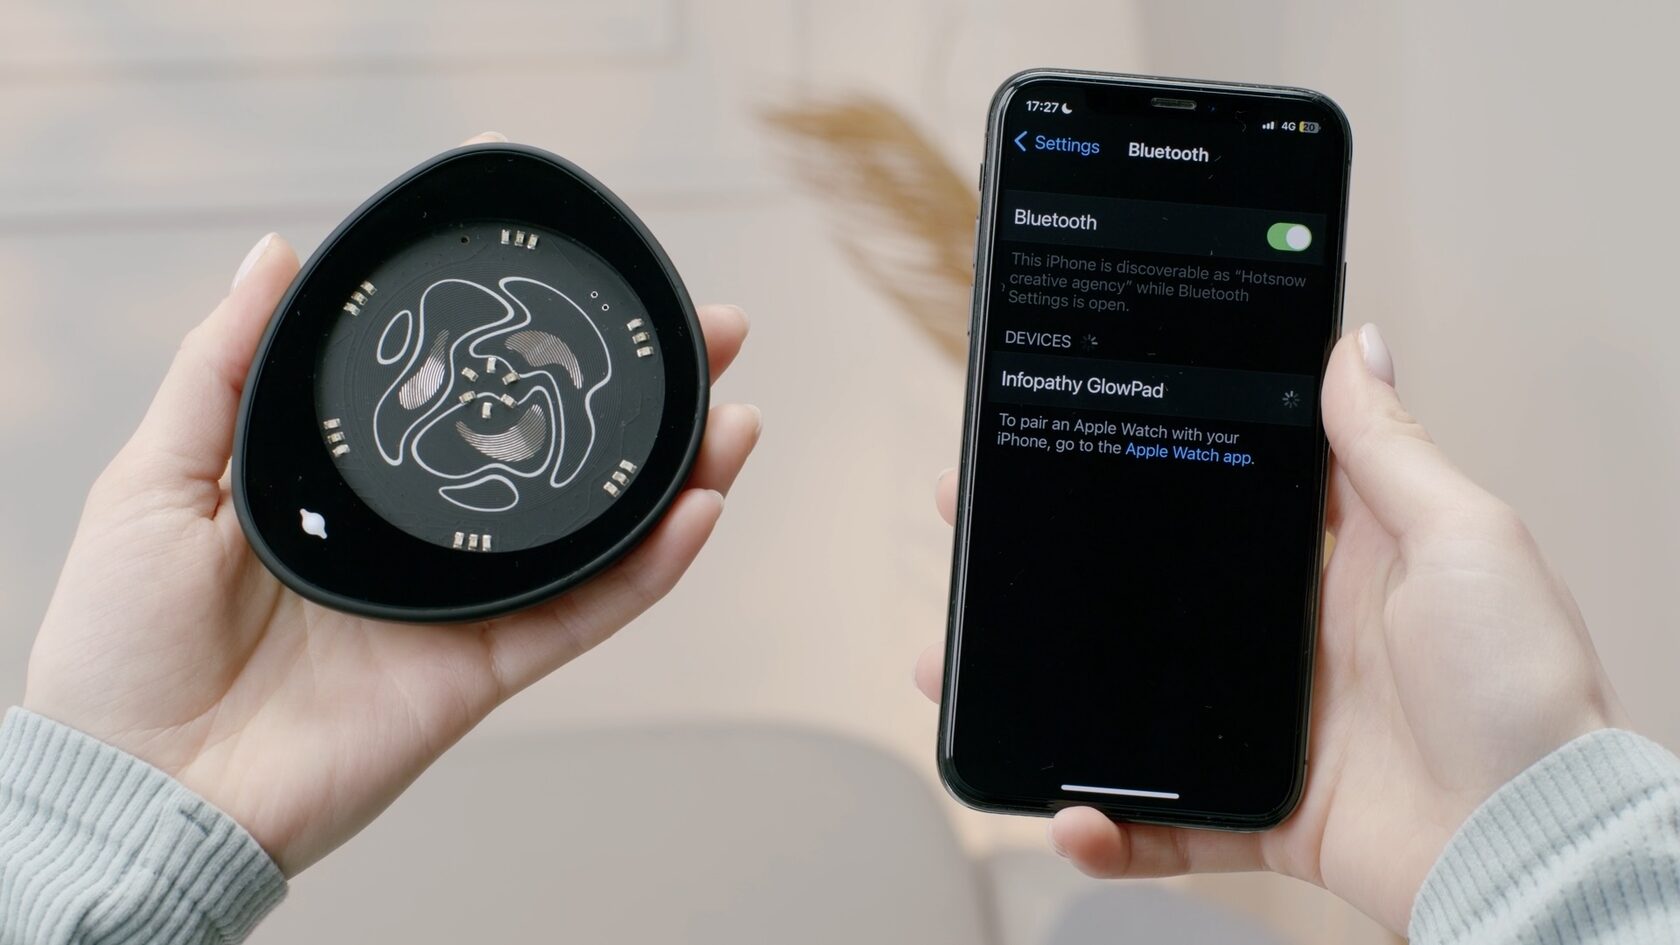 17:27
4G 20
Settings
Bluetooth
Bluetooth
This iPhone is discoverable as “Hotsnow
creative agency” while Bluetooth
Settings is open.
DEVICES
Infopathy GlowPad
To pair an Apple Watch with your
iPhone, go to the Apple Watch app.